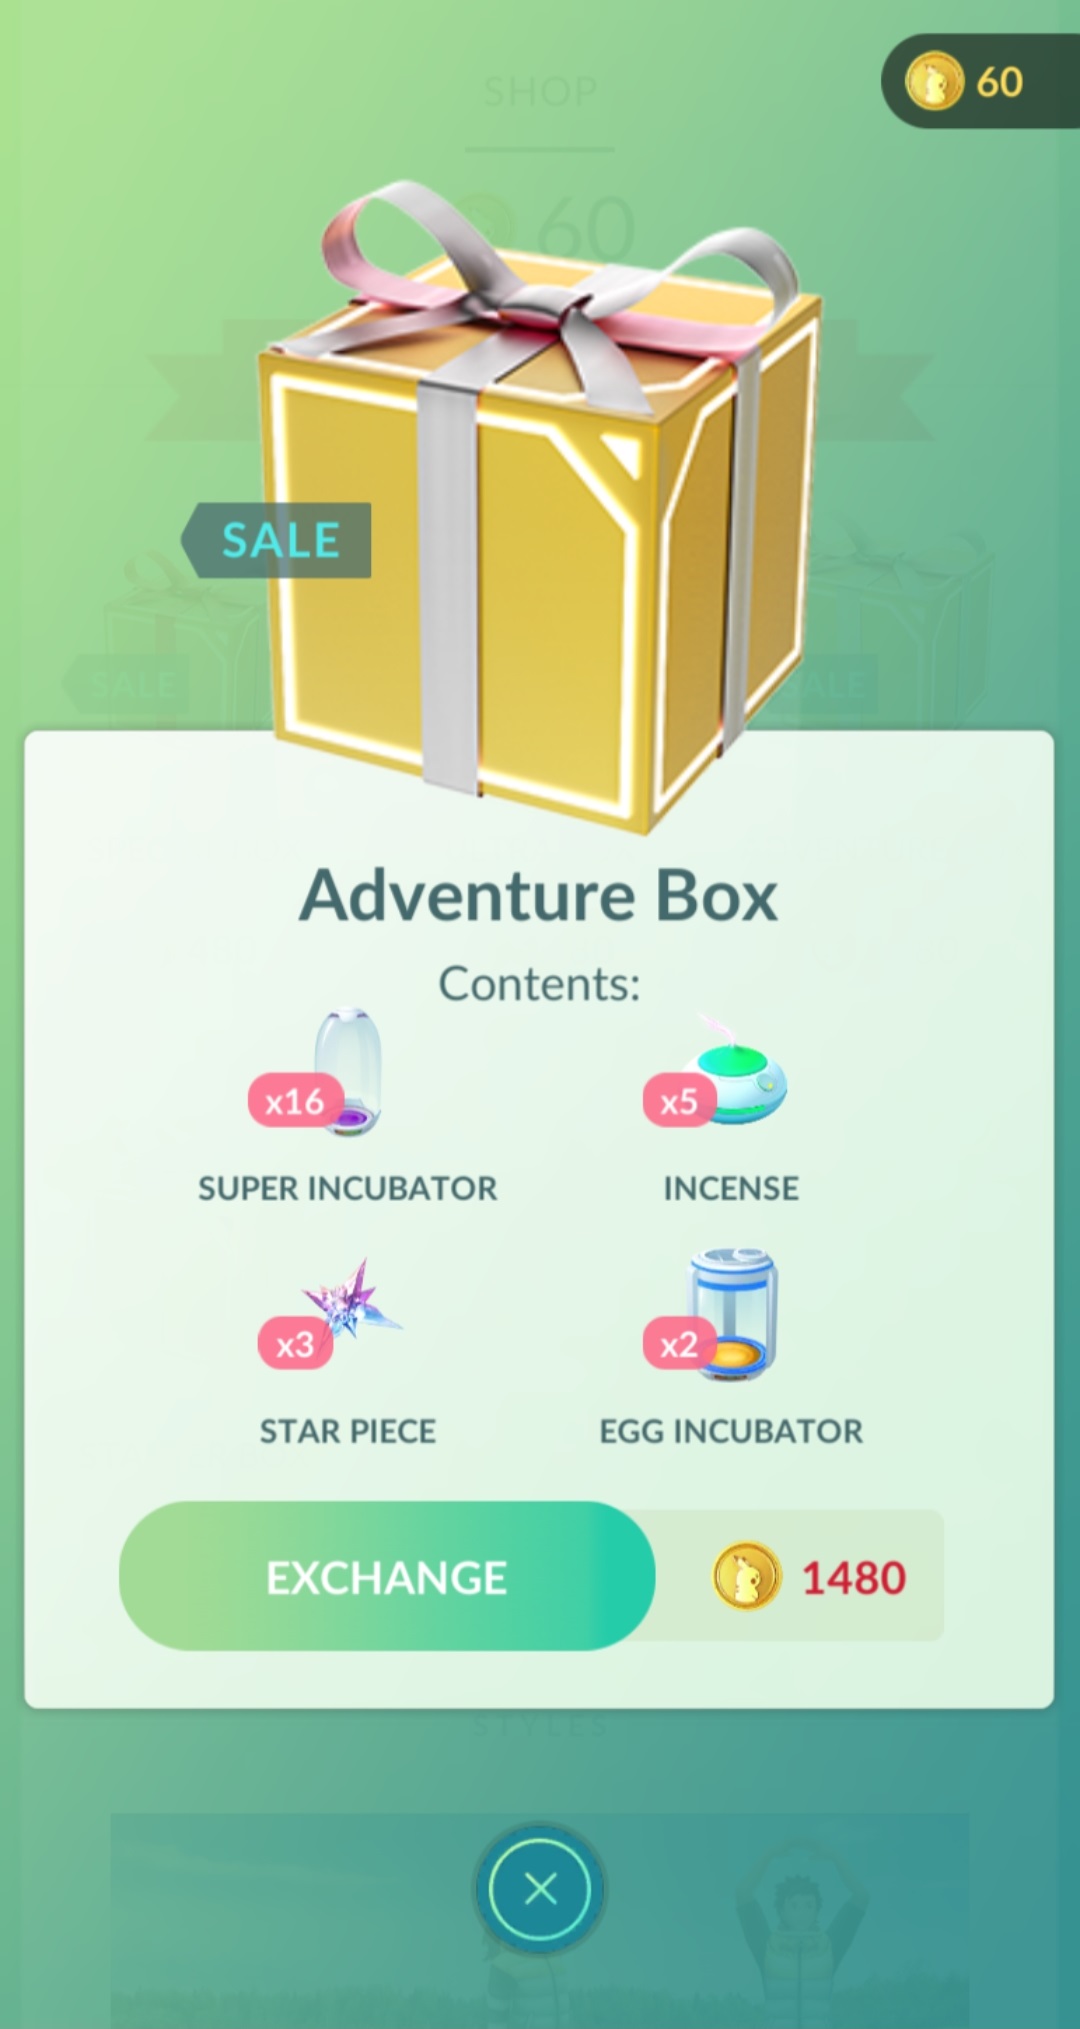 60
SHOP
60
SALE
SALE
SALE
Adventure Box
Contents:
x16
SUPER INCUBATOR
x5
INCENSE
x3
STAR PIECE
x2
EGG INCUBATOR
EXCHANGE
1480
STYLES